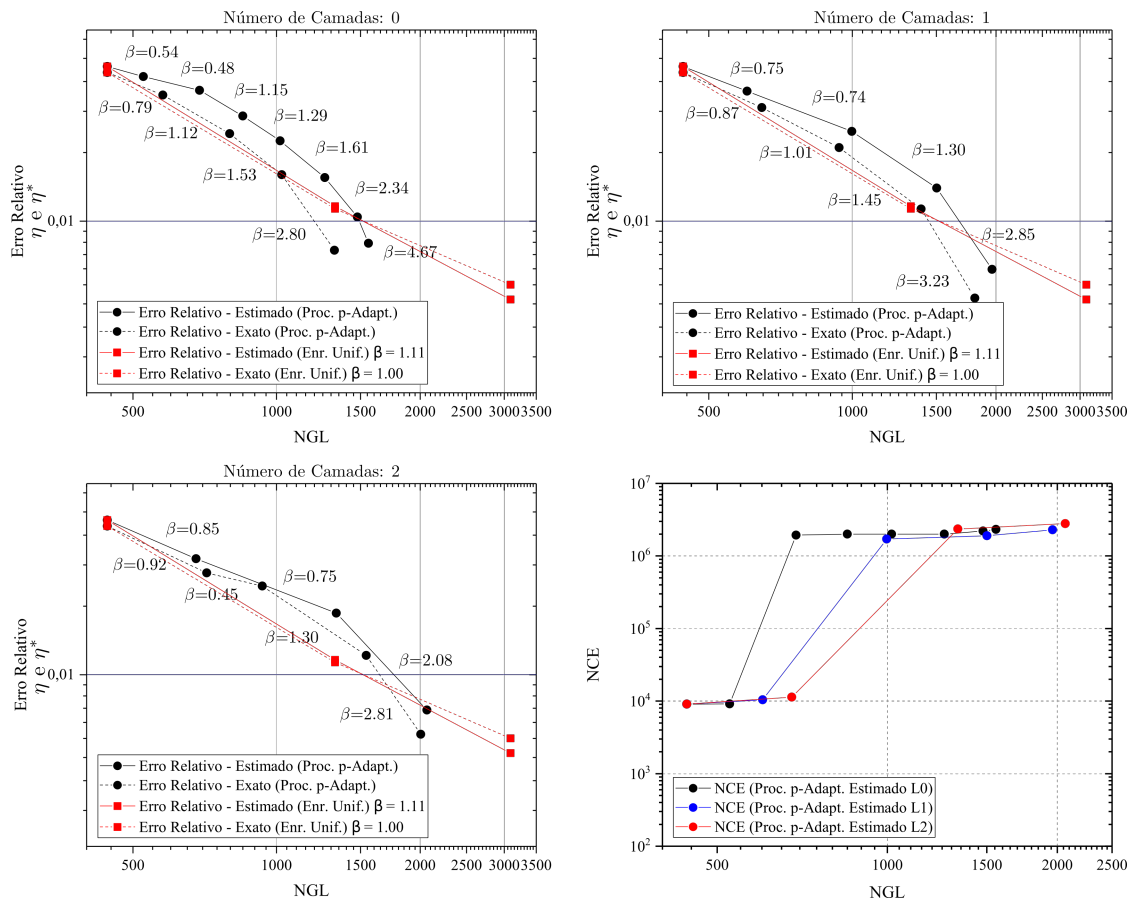 Número de Camadas: 0
β=0.54
β=0.48
β=1.15
β=1.29
β=1.61
β=2.34
β=4.67
β=0.79
β=1.12
β=1.53
β=2.80
0,01
Erro Relativo
η e η*
Erro Relativo - Estimado (Proc. p-Adapt.)
Erro Relativo - Exato (Proc. p-Adapt.)
Erro Relativo - Estimado (Enr. Unif.) β = 1.11
Erro Relativo - Exato (Enr. Unif.) β = 1.00
500 1000 1500 2000 2500 3000 3500
NGL
Número de Camadas: 1
β=0.75
β=0.74
β=0.87
β=1.01
β=1.30
β=1.45
β=2.85
β=3.23
0,01
Erro Relativo
η e η*
Erro Relativo - Estimado (Proc. p-Adapt.)
Erro Relativo - Exato (Proc. p-Adapt.)
Erro Relativo - Estimado (Enr. Unif.) β = 1.11
Erro Relativo - Exato (Enr. Unif.) β = 1.00
500 1000 1500 2000 2500 3000 3500
NGL
Número de Camadas: 2
β=0.85
β=0.92
β=0.75
β=0.45
β=1.30
β=2.08
β=2.81
0,01
Erro Relativo
η e η*
Erro Relativo - Estimado (Proc. p-Adapt.)
Erro Relativo - Exato (Proc. p-Adapt.)
Erro Relativo - Estimado (Enr. Unif.) β = 1.11
Erro Relativo - Exato (Enr. Unif.) β = 1.00
500 1000 1500 2000 2500 3000 3500
NGL
10⁷
10⁶
10⁵
10⁴
10³
10²
NCE
NCE (Proc. p-Adapt. Estimado L0)
NCE (Proc. p-Adapt. Estimado L1)
NCE (Proc. p-Adapt. Estimado L2)
500 1000 1500 2000 2500
NGL